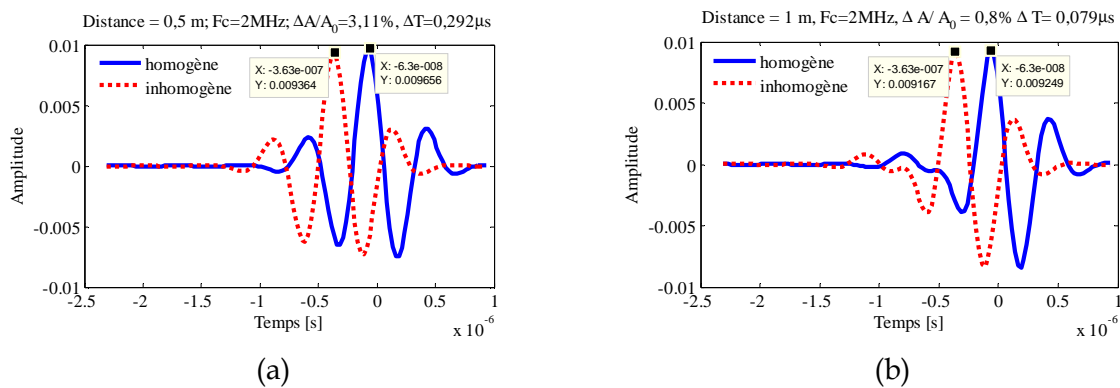 Distance = 0,5 m; Fc=2MHz; ΔA/A₀=3,11%, ΔT=0,292μs
0.01
0.005
0
-0.005
-0.01
Amplitude
homogène
inhomogène
X: -3.63e-007
Y: 0.009364
X: -6.3e-008
Y: 0.009656
-2.5
-2
-1.5
-1
-0.5
0
0.5
1
Temps [s]
x 10⁻⁶
(a)
Distance = 1 m, Fc=2MHz, Δ A/ A₀ = 0,8% Δ T= 0,079μs
0.01
0.005
0
-0.005
-0.01
Amplitude
homogène
inhomogène
X: -3.63e-007
Y: 0.009167
X: -6.3e-008
Y: 0.009249
-2.5
-2
-1.5
-1
-0.5
0
0.5
1
Temps [s]
x 10⁻⁶
(b)